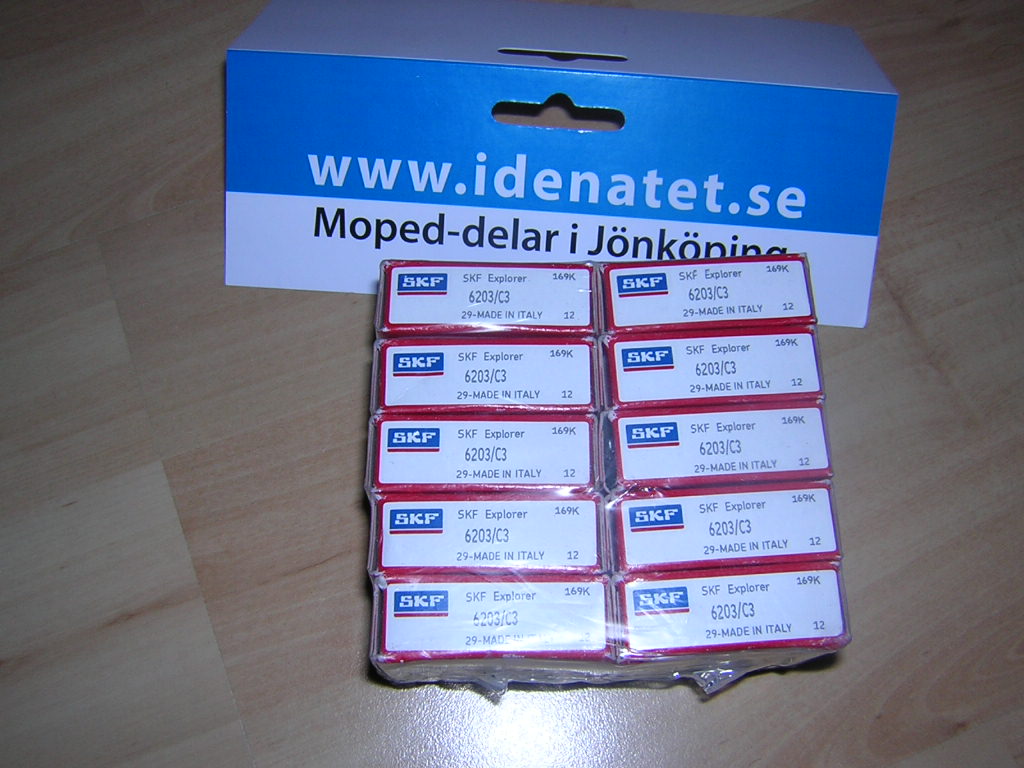 www.idenatet.se
Moped-delar i Jönköping
SKF SKF Explorer 169K
6203/C3
29-MADE IN ITALY 12
SKF SKF Explorer 169K
6203/C3
29-MADE IN ITALY 12
SKF SKF Explorer 169K
6203/C3
29-MADE IN ITALY 12
SKF SKF Explorer 169K
6203/C3
29-MADE IN ITALY 12
SKF SKF Explorer 169K
6203/C3
29-MADE IN ITALY 12
SKF SKF Explorer 169K
6203/C3
29-MADE IN ITALY 12
SKF SKF Explorer 169K
6203/C3
29-MADE IN ITALY 12
SKF SKF Explorer 169K
6203/C3
29-MADE IN ITALY 12
SKF SKF Explorer 169K
6203/C3
29-MADE IN ITALY 12
SKF SKF Explorer 169K
6203/C3
29-MADE IN ITALY 12